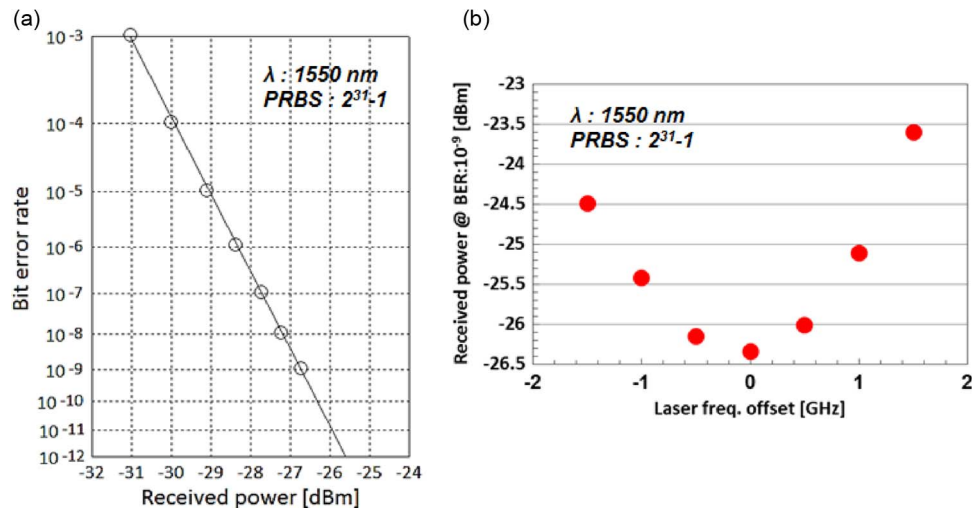 (a)
λ : 1550 nm
PRBS : 2³¹-1
Bit error rate
10⁻³
10⁻⁴
10⁻⁵
10⁻⁶
10⁻⁷
10⁻⁸
10⁻⁹
10⁻¹⁰
10⁻¹¹
10⁻¹²
-32 -31 -30 -29 -28 -27 -26 -25 -24
Received power [dBm]
(b)
λ : 1550 nm
PRBS : 2³¹-1
Received power @ BER:10⁻⁹ [dBm]
-23
-23.5
-24
-24.5
-25
-25.5
-26
-26.5
-2 -1 0 1 2
Laser freq. offset [GHz]